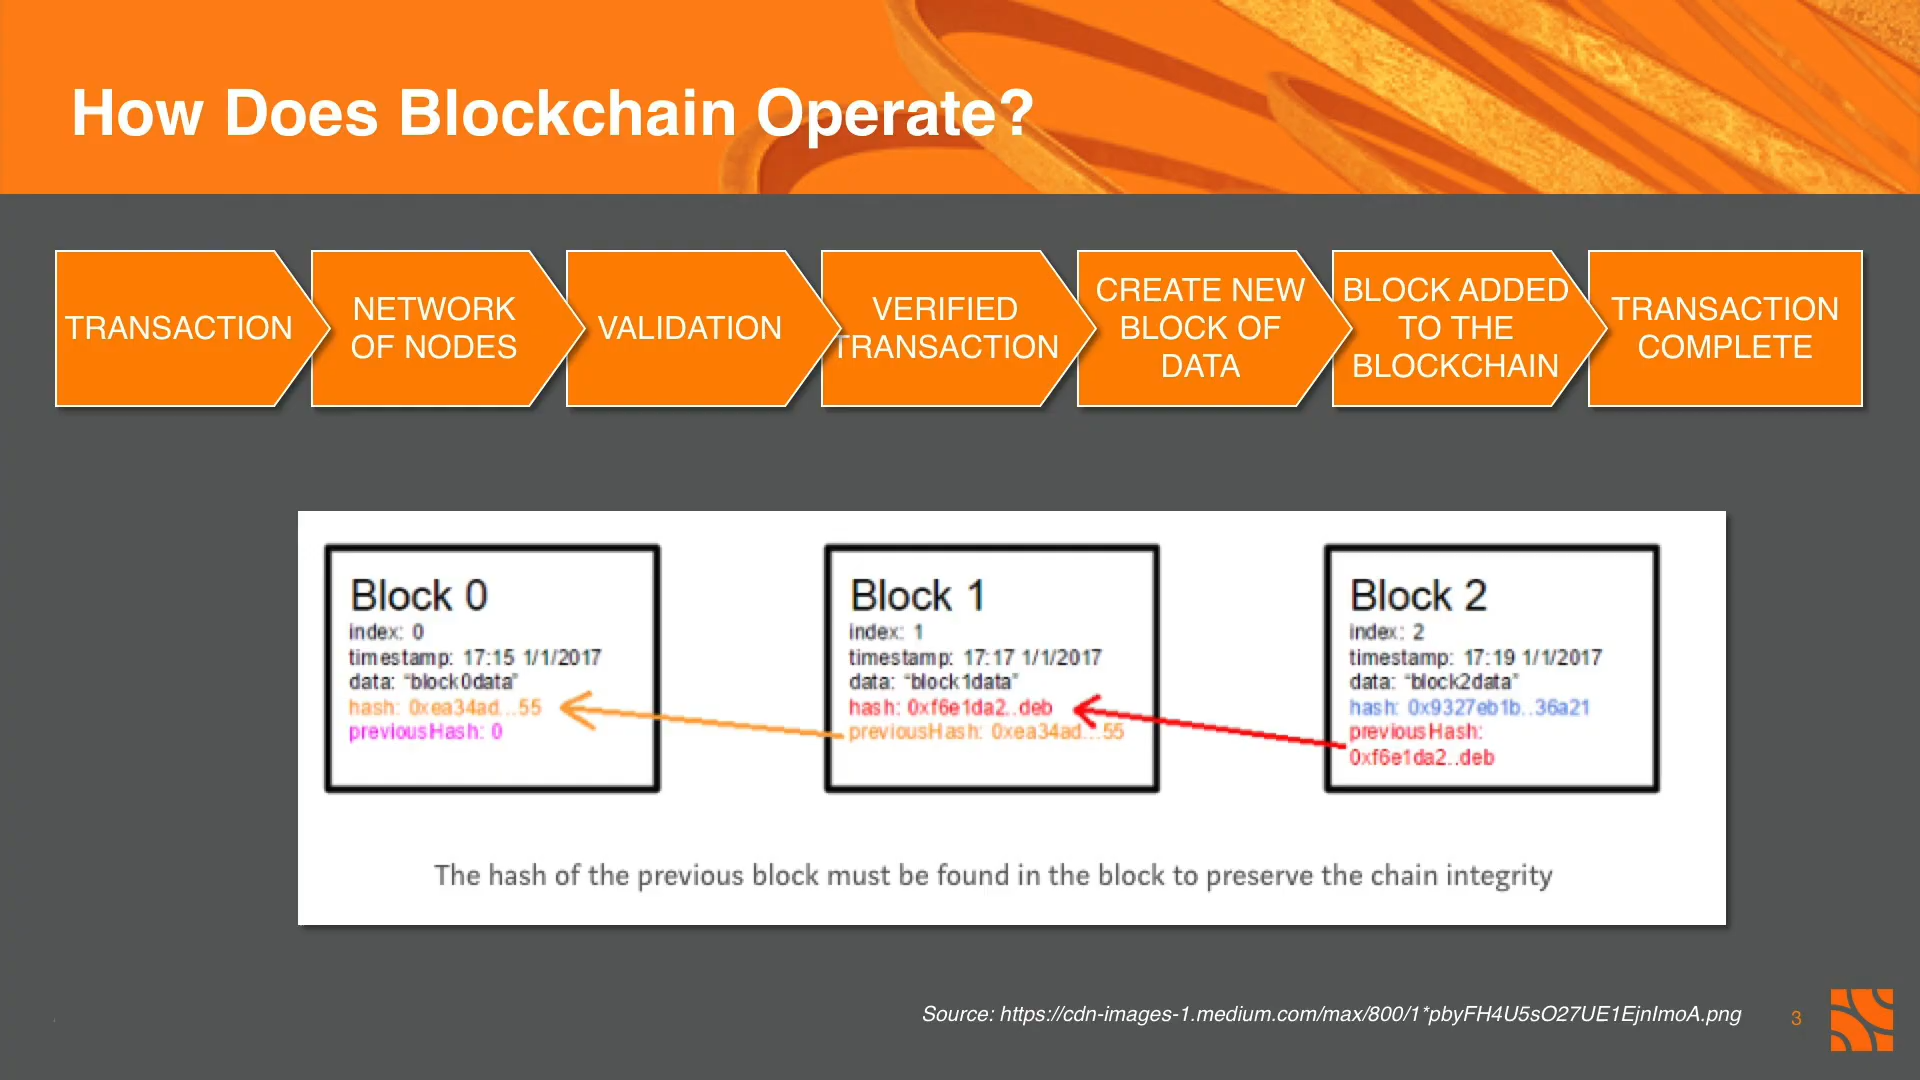 How Does Blockchain Operate?
TRANSACTION
NETWORK
OF NODES
VALIDATION
VERIFIED
TRANSACTION
CREATE NEW
BLOCK OF
DATA
BLOCK ADDED
TO THE
BLOCKCHAIN
TRANSACTION
COMPLETE
Block 0
index: 0
timestamp: 17:15 1/1/2017
data: "block0data"
hash: 0xea34ad...55
previousHash: 0
Block 1
index: 1
timestamp: 17:17 1/1/2017
data: "block1data"
hash: 0xf6e1da2..deb
previousHash: 0xea34ad...55
Block 2
index: 2
timestamp: 17:19 1/1/2017
data: "block2data"
hash: 0x9327eb1b..36a21
previousHash:
0xf6e1da2..deb
The hash of the previous block must be found in the block to preserve the chain integrity
Source: https://cdn-images-1.medium.com/max/800/1*pbyFH4U5sO27UE1EjnImoA.png
3